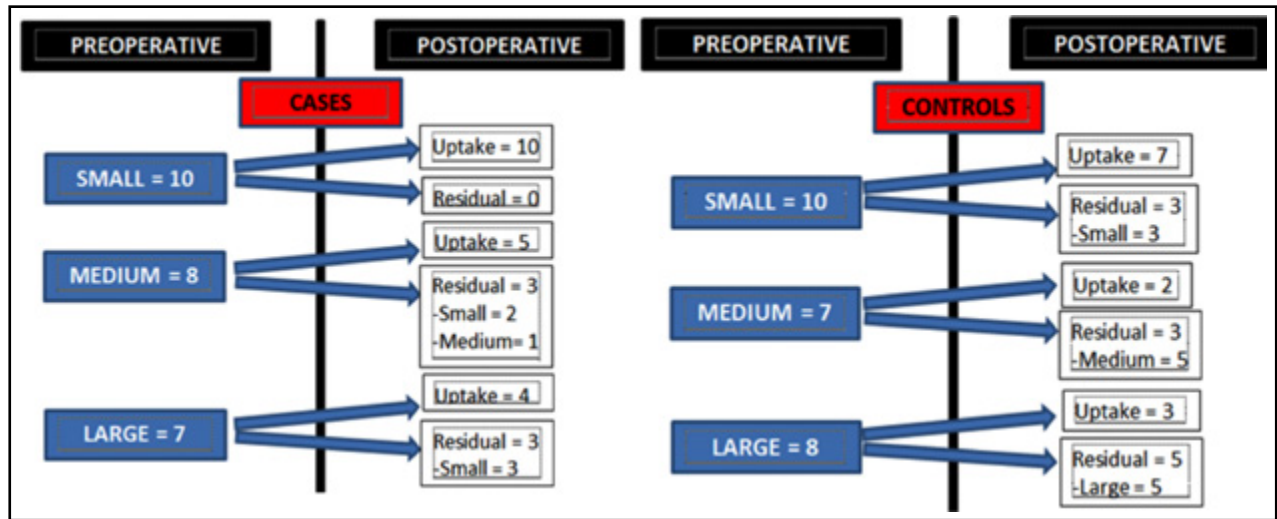 PREOPERATIVE
POSTOPERATIVE
CASES
SMALL = 10
Uptake = 10
Residual = 0
MEDIUM = 8
Uptake = 5
Residual = 3
-Small = 2
-Medium= 1
LARGE = 7
Uptake = 4
Residual = 3
-Small = 3
PREOPERATIVE
POSTOPERATIVE
CONTROLS
SMALL = 10
Uptake = 7
Residual = 3
-Small = 3
MEDIUM = 7
Uptake = 2
Residual = 3
-Medium = 5
LARGE = 8
Uptake = 3
Residual = 5
-Large = 5